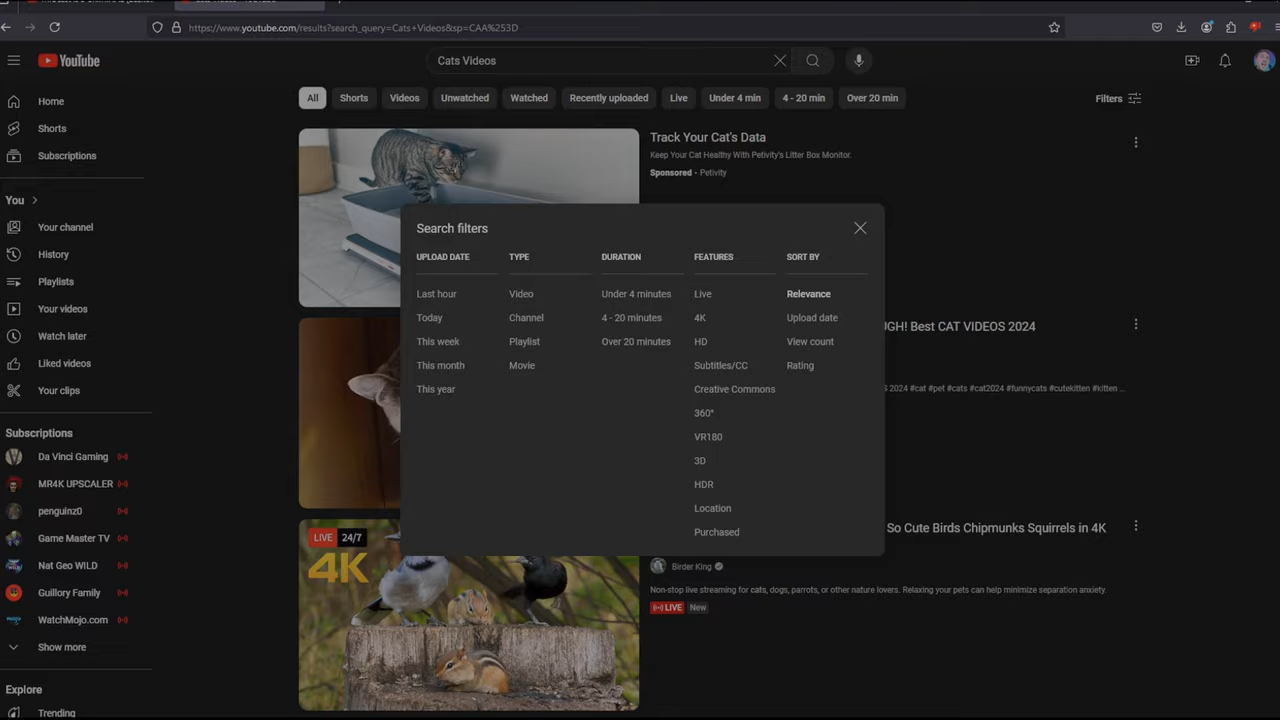 https://www.youtube.com/results?search_query=Cats+Videos&sp=CAA%253D
YouTube
Cats Videos
All
Shorts
Videos
Unwatched
Watched
Recently uploaded
Live
Under 4 min
4 - 20 min
Over 20 min
Filters
Home
Shorts
Subscriptions
You
Your channel
History
Playlists
Your videos
Watch later
Liked videos
Your clips
Subscriptions
Da Vinci Gaming
MR4K UPSCALER
penguinz0
Game Master TV
Nat Geo WILD
Guillory Family
WatchMojo.com
Show more
Explore
Trending
Track Your Cat's Data
Keep Your Cat Healthy With Petivity's Litter Box Monitor.
Sponsored · Petivity
Search filters
UPLOAD DATE
Last hour
Today
This week
This month
This year
TYPE
Video
Channel
Playlist
Movie
DURATION
Under 4 minutes
4 - 20 minutes
Over 20 minutes
FEATURES
Live
4K
HD
Subtitles/CC
Creative Commons
360°
VR180
3D
HDR
Location
Purchased
SORT BY
Relevance
Upload date
View count
Rating
GH! Best CAT VIDEOS 2024
2024 #cat #pet #cats #cat2024 #funnycats #cutekitten #kitten ...
LIVE 24/7
4K
So Cute Birds Chipmunks Squirrels in 4K
Birder King
Non-stop live streaming for cats, dogs, parrots, or other nature lovers. Relaxing your pets can help minimize separation anxiety.
LIVE
New